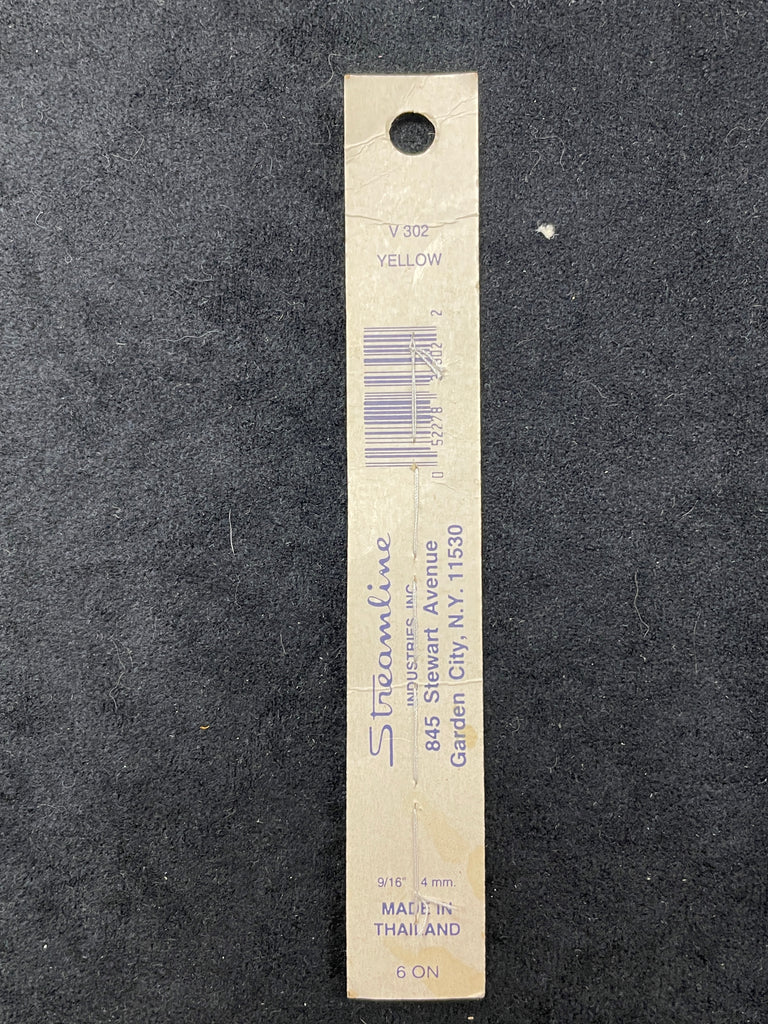 V 302
YELLOW
0 52278 302 2
Streamline
INDUSTRIES, INC.
845 Stewart Avenue
Garden City, N.Y. 11530
9/16" 4 mm.
MADE IN
THAILAND
6 ON